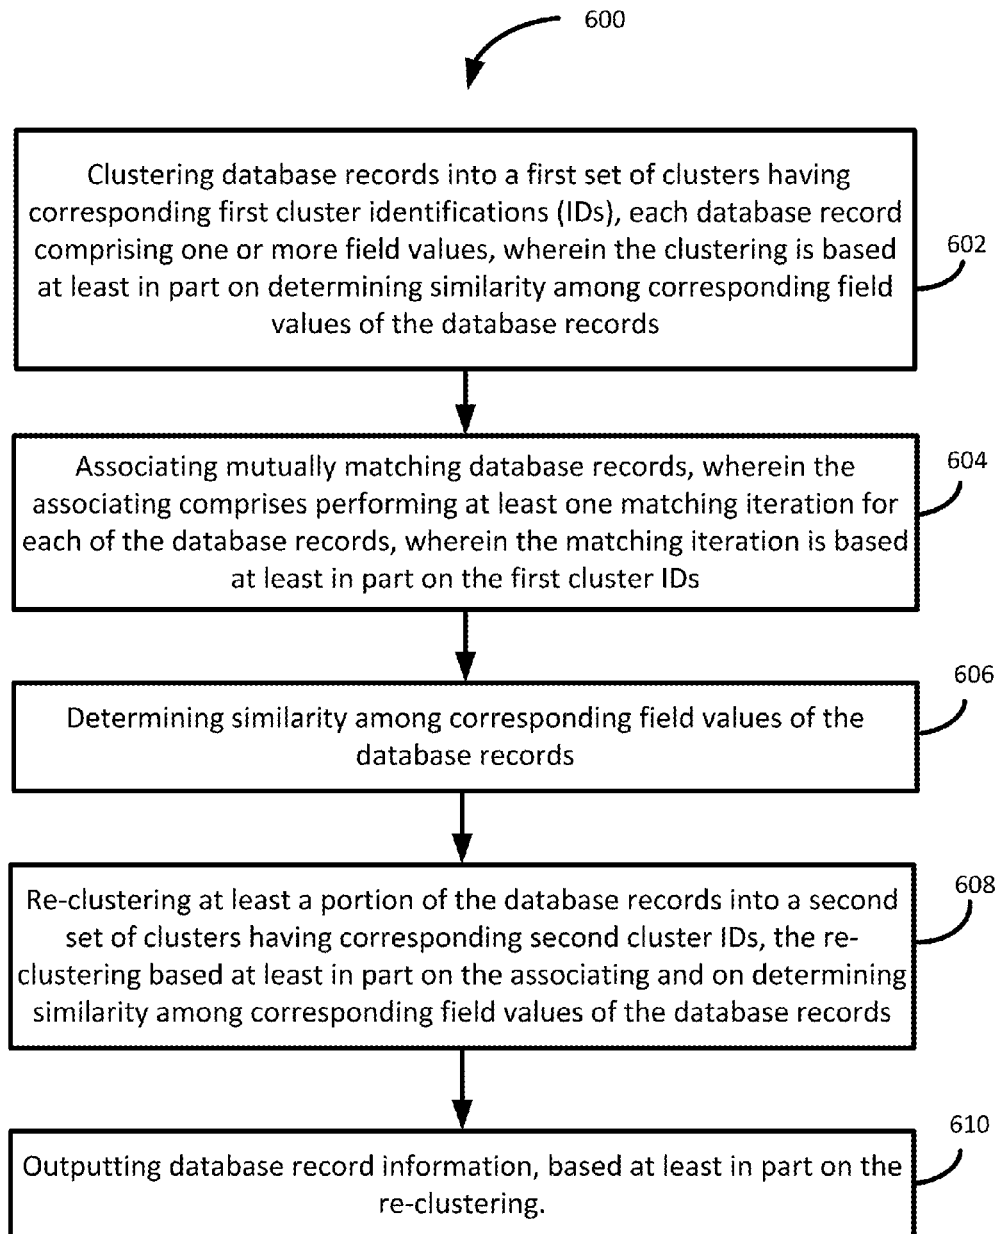 600
Clustering database records into a first set of clusters having
corresponding first cluster identifications (IDs), each database record
comprising one or more field values, wherein the clustering is based
at least in part on determining similarity among corresponding field
values of the database records
602
Associating mutually matching database records, wherein the
associating comprises performing at least one matching iteration for
each of the database records, wherein the matching iteration is based
at least in part on the first cluster IDs
604
Determining similarity among corresponding field values of the
database records
606
Re-clustering at least a portion of the database records into a second
set of clusters having corresponding second cluster IDs, the re-
clustering based at least in part on the associating and on determining
similarity among corresponding field values of the database records
608
Outputting database record information, based at least in part on the
re-clustering.
610